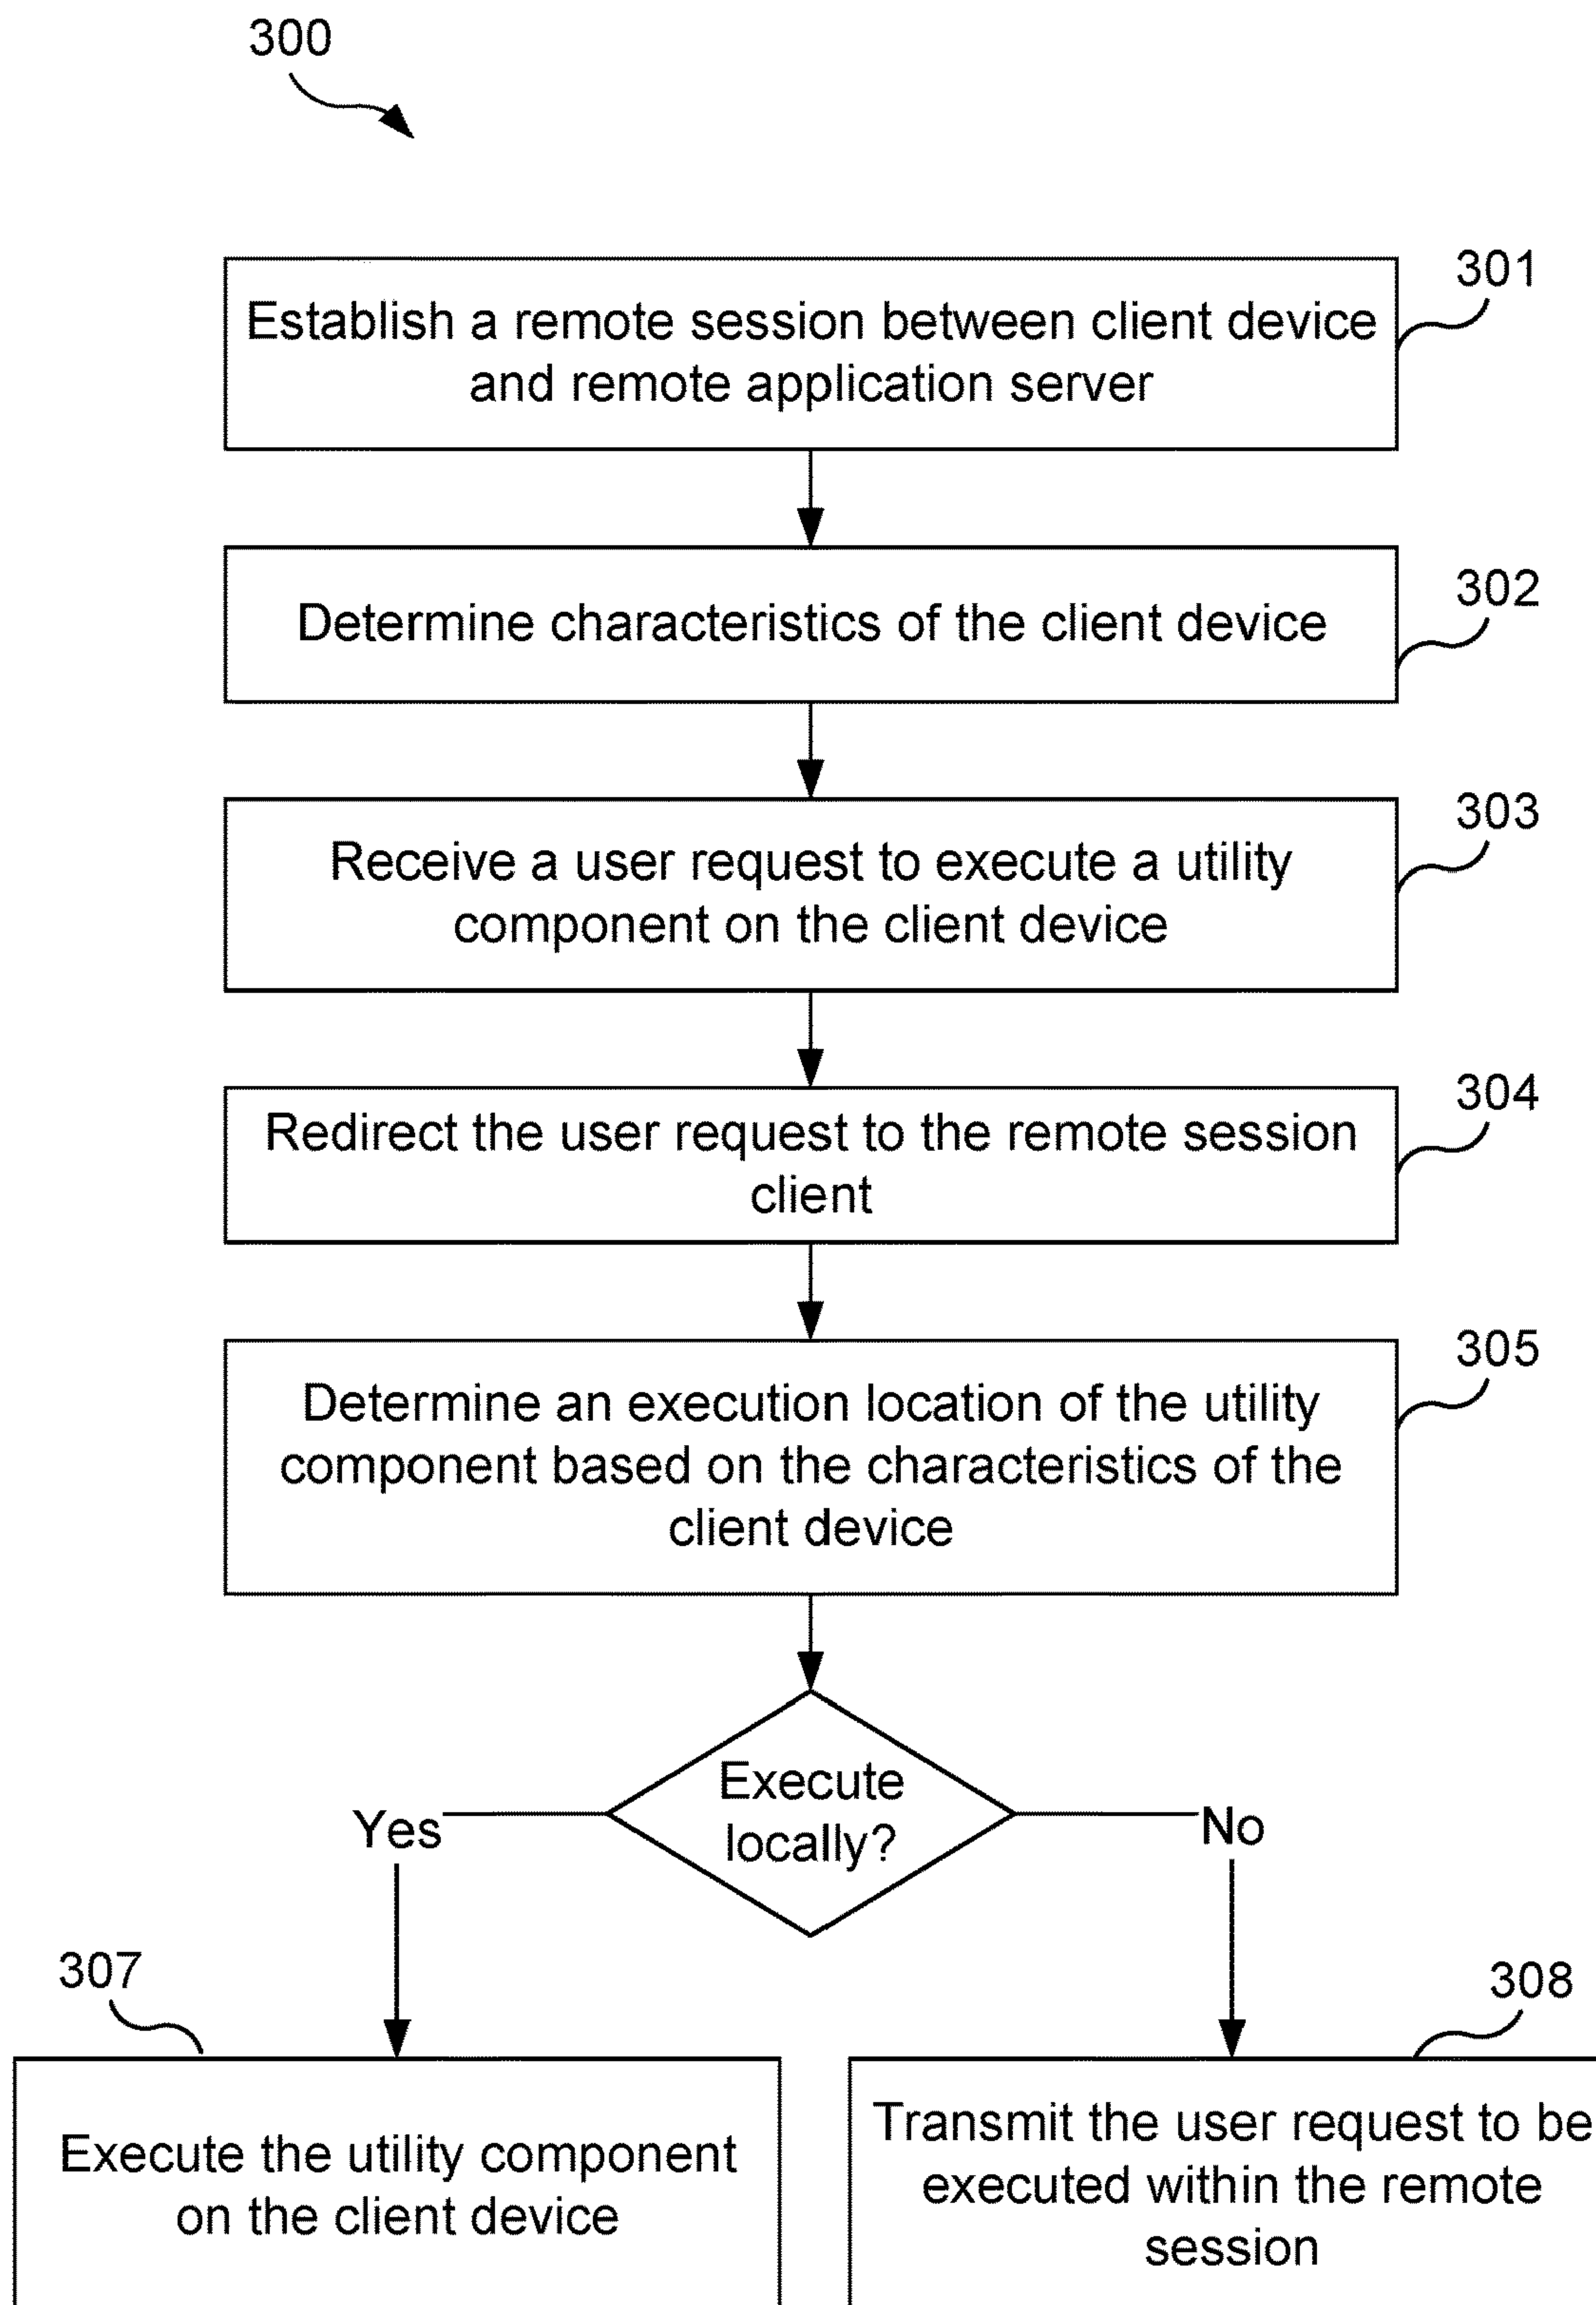 300
301
Establish a remote session between client device
and remote application server
302
Determine characteristics of the client device
303
Receive a user request to execute a utility
component on the client device
304
Redirect the user request to the remote session
client
305
Determine an execution location of the utility
component based on the characteristics of the
client device
Execute
locally?
Yes
No
307
308
Execute the utility component
on the client device
Transmit the user request to be
executed within the remote
session